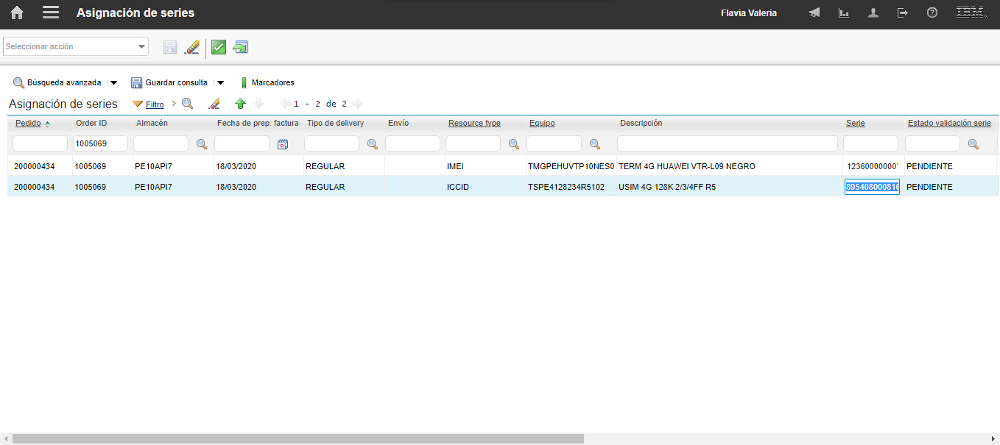 Asignación de series Flavia Valeria IBM.
Seleccionar acción
Búsqueda avanzada Guardar consulta Marcadores
Asignación de series Filtro 1 - 2 de 2
Pedido Order ID Almacén Fecha de prep. factura Tipo de delivery Envío Resource type Equipo Descripción Serie Estado validación serie
1005069
200000434 1005069 PE10API7 18/03/2020 REGULAR IMEI TMGPEHUVTP10NES0 TERM 4G HUAWEI VTR-L09 NEGRO 12360000000 PENDIENTE
200000434 1005069 PE10API7 18/03/2020 REGULAR ICCID TSPE4128234R5102 USIM 4G 128K 2/3/4FF R5 895408000810 PENDIENTE